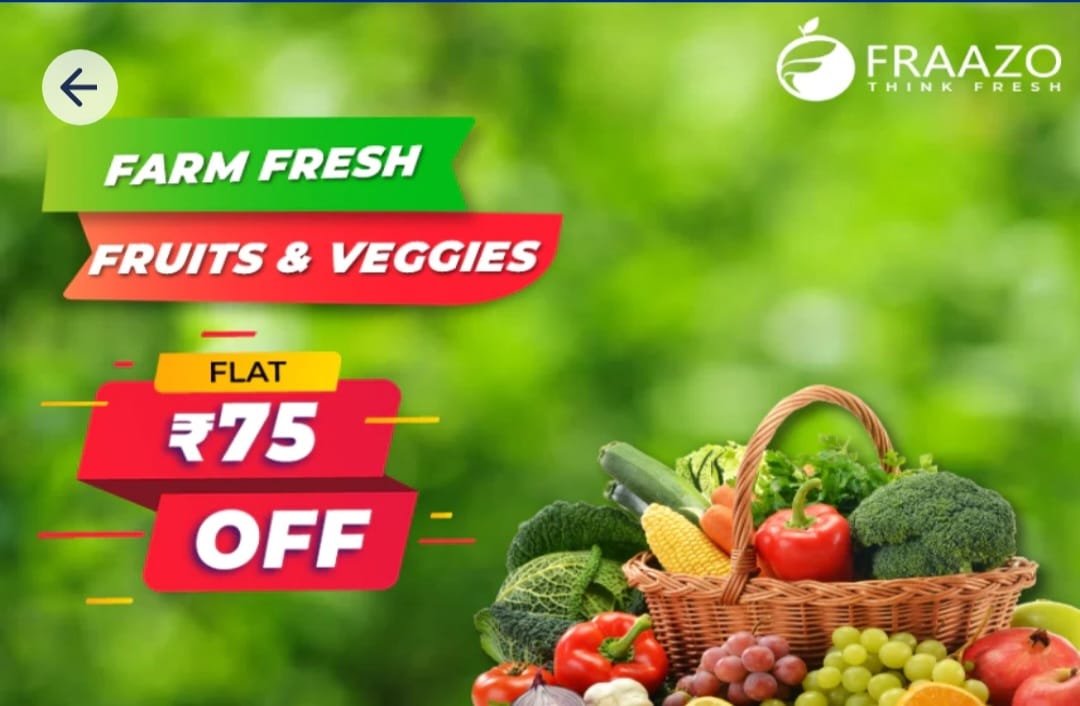 FRAAZO
THINK FRESH
FARM FRESH
FRUITS & VEGGIES
FLAT
₹75
OFF